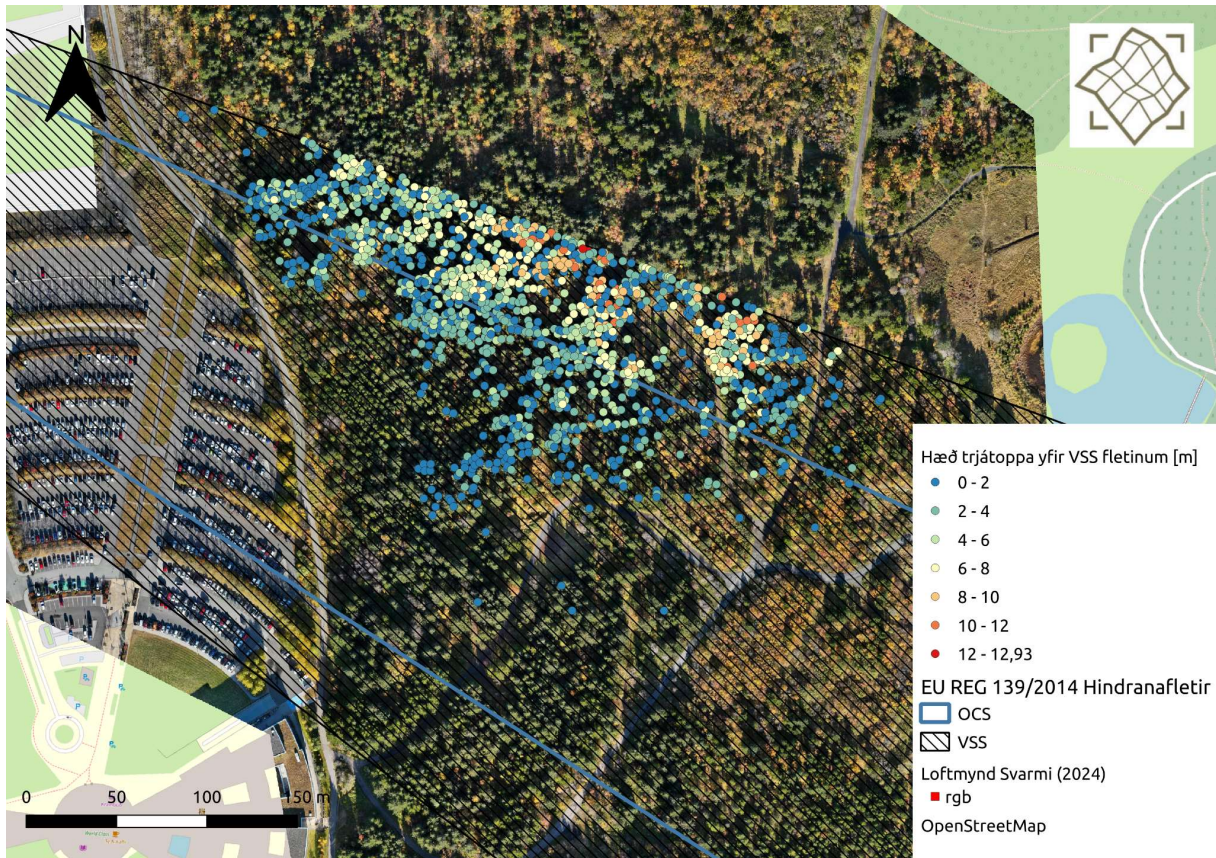 N
Hæð trjátoppa yfir VSS fletinum [m]
0 - 2
2 - 4
4 - 6
6 - 8
8 - 10
10 - 12
12 - 12,93
EU REG 139/2014 Hindranafletir
OCS
VSS
Loftmynd Svarmi (2024)
rgb
OpenStreetMap
0 50 100 150 m